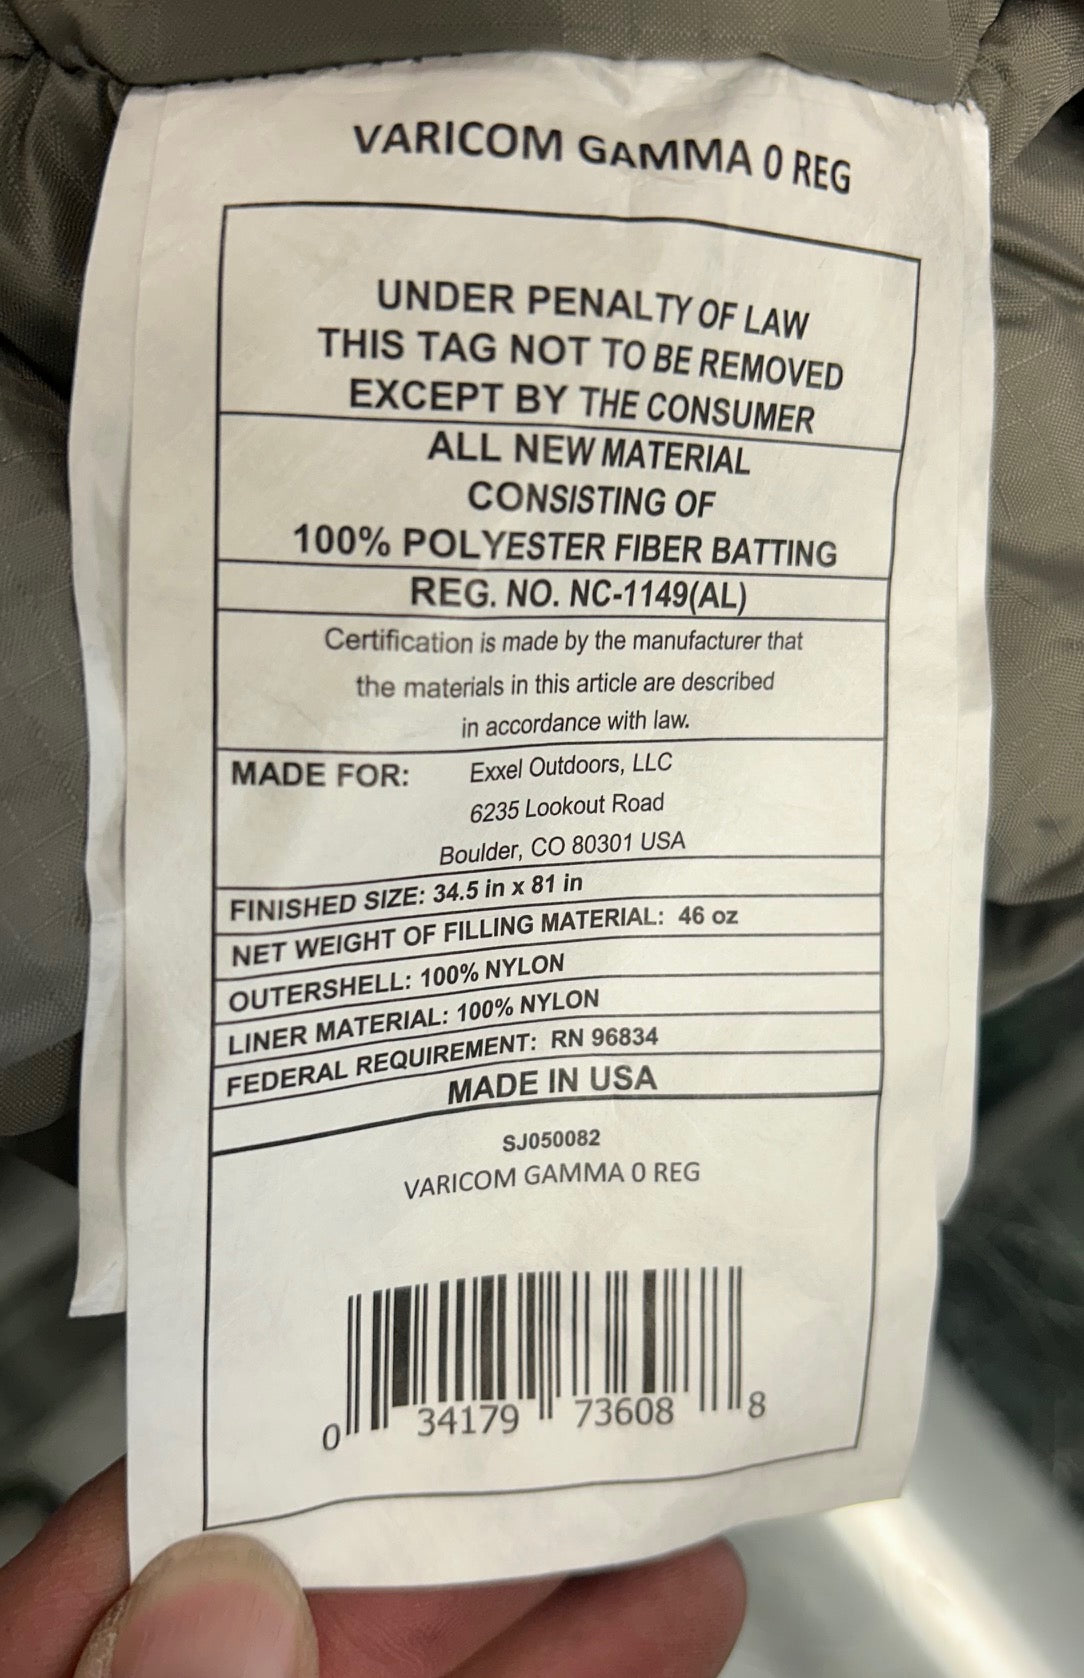 VARICOM GAMMA 0 REG
UNDER PENALTY OF LAW
THIS TAG NOT TO BE REMOVED
EXCEPT BY THE CONSUMER
ALL NEW MATERIAL
CONSISTING OF
100% POLYESTER FIBER BATTING
REG. NO. NC-1149(AL)
Certification is made by the manufacturer that
the materials in this article are described
in accordance with law.
MADE FOR: Exxel Outdoors, LLC
6235 Lookout Road
Boulder, CO 80301 USA
FINISHED SIZE: 34.5 in x 81 in
NET WEIGHT OF FILLING MATERIAL: 46 oz
OUTERSHELL: 100% NYLON
LINER MATERIAL: 100% NYLON
FEDERAL REQUIREMENT: RN 96834
MADE IN USA
SJ050082
VARICOM GAMMA 0 REG
0 34179 73608 8